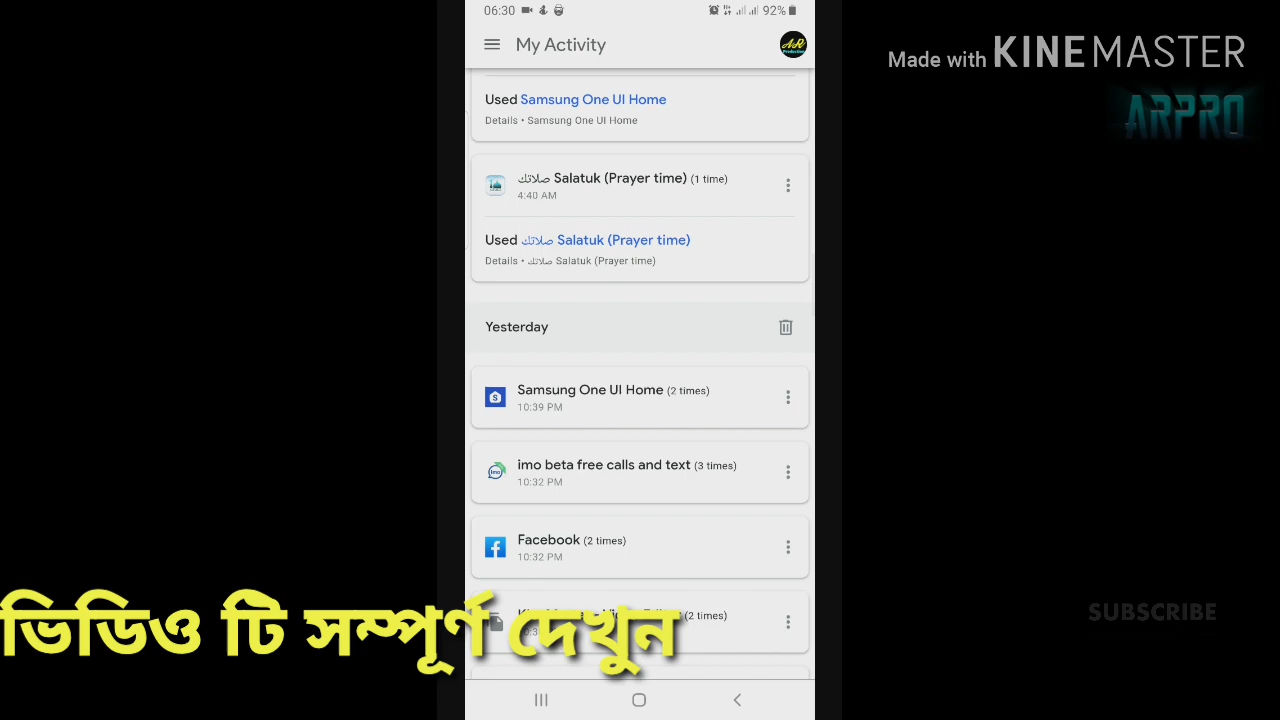 06:30
92%
My Activity
Made with KINEMASTER
ARPRO
Used Samsung One UI Home
Details • Samsung One UI Home
صلاتك Salatuk (Prayer time) (1 time)
4:40 AM
Used صلاتك Salatuk (Prayer time)
Details • صلاتك Salatuk (Prayer time)
Yesterday
Samsung One UI Home (2 times)
10:39 PM
imo beta free calls and text (3 times)
10:32 PM
Facebook (2 times)
10:32 PM
(2 times)
ভিডিও টি সম্পূর্ণ দেখুন
SUBSCRIBE